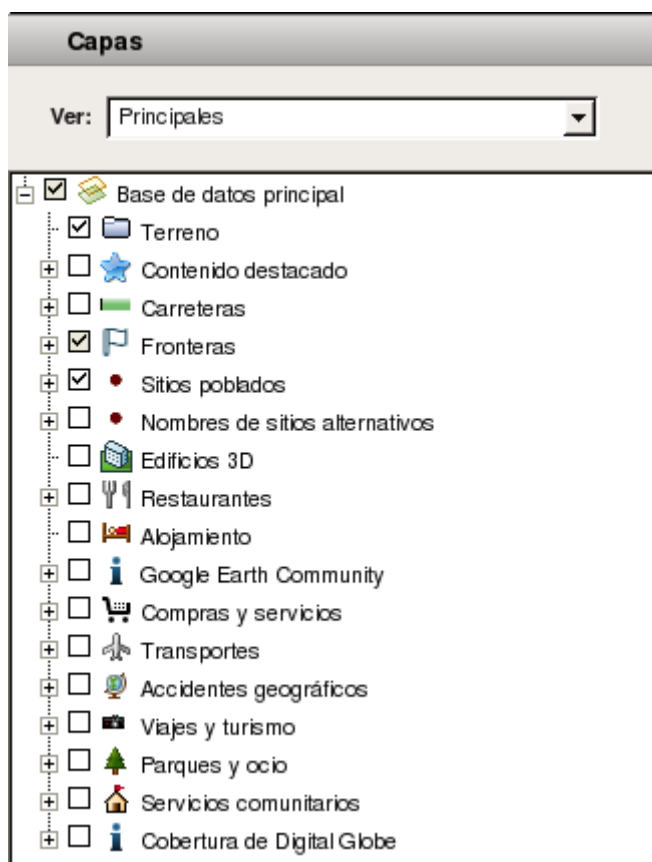 Capas
Ver: Principales
Base de datos principal
Terreno
Contenido destacado
Carreteras
Fronteras
Sitios poblados
Nombres de sitios alternativos
Edificios 3D
Restaurantes
Alojamiento
Google Earth Community
Compras y servicios
Transportes
Accidentes geográficos
Viajes y turismo
Parques y ocio
Servicios comunitarios
Cobertura de Digital Globe